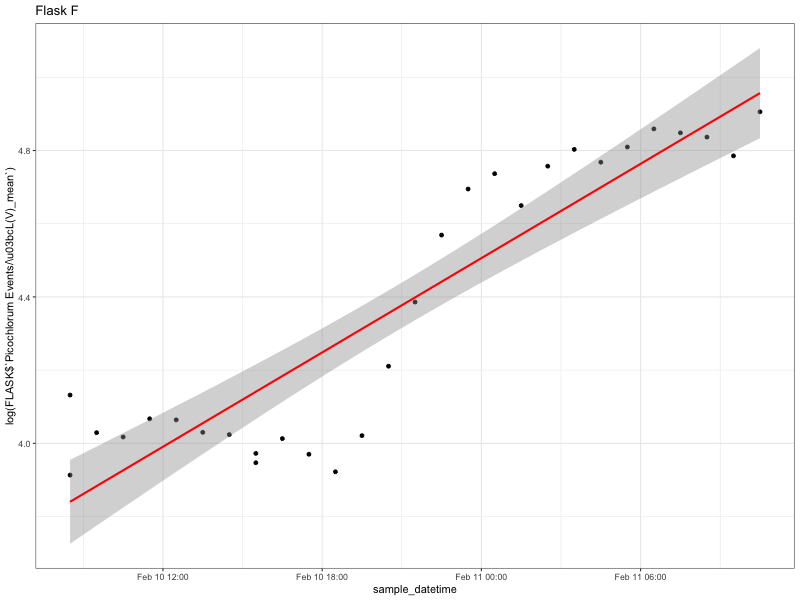 Flask F
log(FLASK$`Picochlorum Events/\u03bcL(V)_mean`)
4.8
4.4
4.0
Feb 10 12:00
Feb 10 18:00
Feb 11 00:00
Feb 11 06:00
sample_datetime